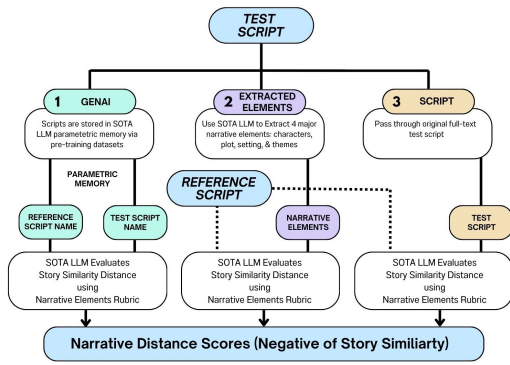 TEST
SCRIPT
1 GENAI
Scripts are stored in SOTA
LLM parametric memory via
pre-training datasets
2 EXTRACTED
ELEMENTS
Use SOTA LLM to Extract 4 major
narrative elements: characters,
plot, setting, & themes
3 SCRIPT
Pass through original full-text
test script
PARAMETRIC
MEMORY
REFERENCE
SCRIPT
REFERENCE
SCRIPT NAME
TEST SCRIPT
NAME
NARRATIVE
ELEMENTS
TEST
SCRIPT
SOTA LLM Evaluates
Story Similarity Distance
using
Narrative Elements Rubric
SOTA LLM Evaluates
Story Similarity Distance
using
Narrative Elements Rubric
SOTA LLM Evaluates
Story Similarity Distance
using
Narrative Elements Rubric
Narrative Distance Scores (Negative of Story Similiarty)